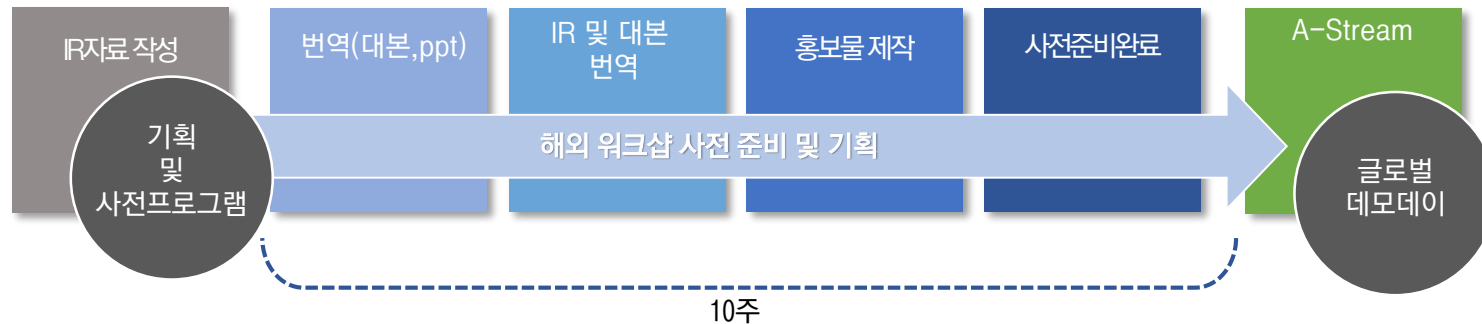 IR자료 작성
번역(대본,ppt)
IR 및 대본
번역
홍보물 제작
사전준비완료
A-Stream
기획
및
사전프로그램
해외 워크샵 사전 준비 및 기획
글로벌
데모데이
10주